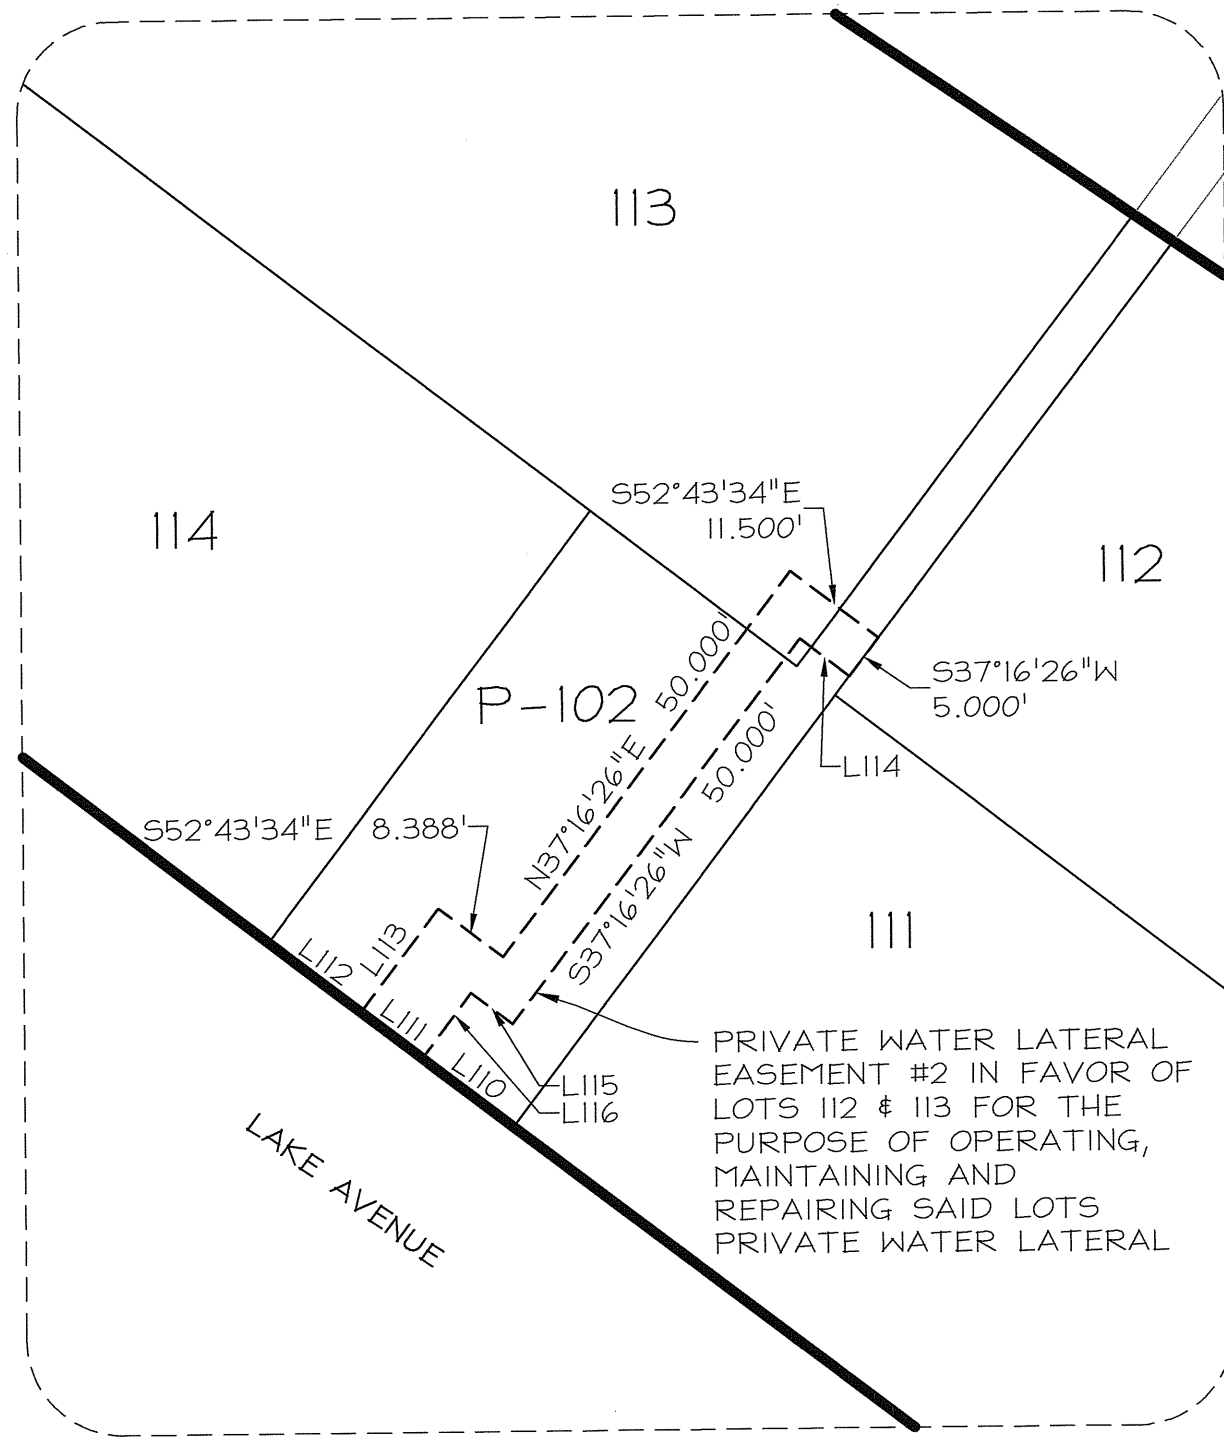 113
114
S52°43'34"E
11.500'
112
P-102
50.000'
N37°16'26"E
S37°16'26"W
5.000'
50.000'
S37°16'26"W
L114
S52°43'34"E
8.388'
111
L113
L112
L111
L110
L115
L116
PRIVATE WATER LATERAL
EASEMENT #2 IN FAVOR OF
LOTS 112 & 113 FOR THE
PURPOSE OF OPERATING,
MAINTAINING AND
REPAIRING SAID LOTS
PRIVATE WATER LATERAL
LAKE AVENUE